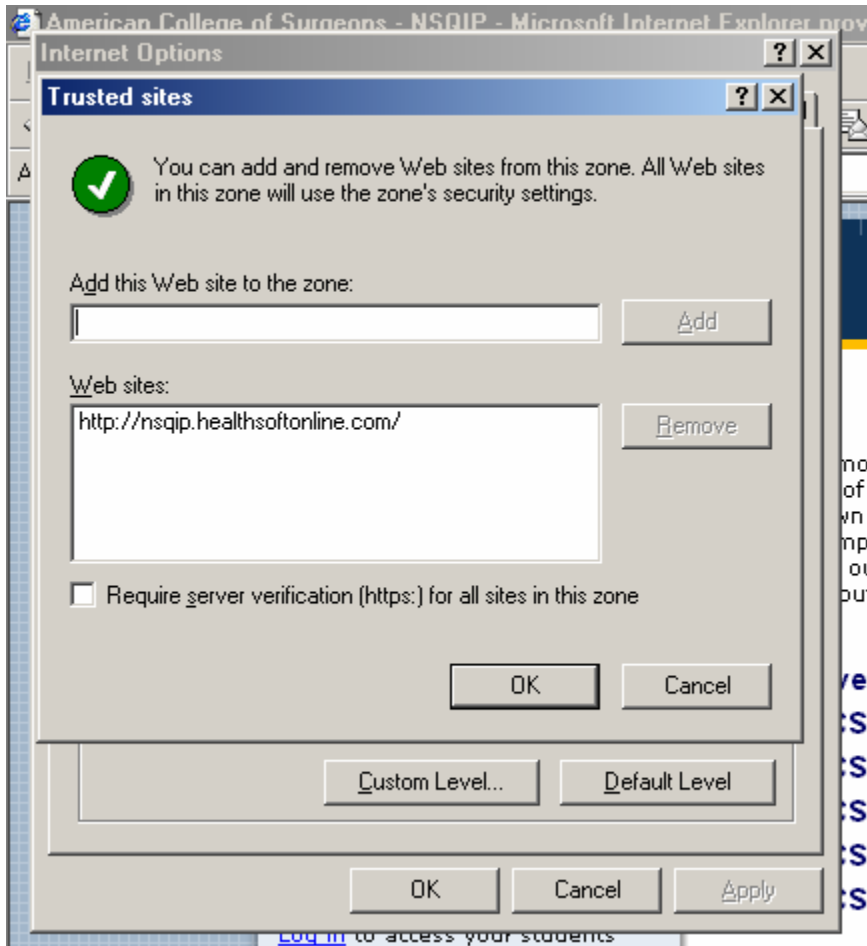 American College of Surgeons - NSQIP - Microsoft Internet Explorer prov
Internet Options
Trusted sites
You can add and remove Web sites from this zone. All Web sites
in this zone will use the zone's security settings.
Add this Web site to the zone:
Add
Web sites:
http://nsqip.healthsoftonline.com/
Remove
Require server verification (https:) for all sites in this zone
OK
Cancel
Custom Level...
Default Level
OK
Cancel
Apply
Log in to access your students